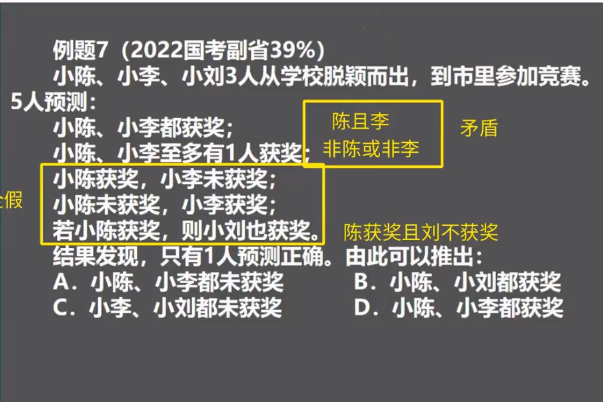 例题7（2022国考副省39%）
小陈、小李、小刘3人从学校脱颖而出，到市里参加竞赛。
5人预测：
小陈、小李都获奖；
陈且李
矛盾
小陈、小李至多有1人获奖；
非陈或非李
小陈获奖，小李未获奖；
全假
小陈未获奖，小李获奖；
若小陈获奖，则小刘也获奖。
陈获奖且刘不获奖
结果发现，只有1人预测正确。由此可以推出：
A．小陈、小李都未获奖
B．小陈、小刘都获奖
C．小李、小刘都未获奖
D．小陈、小李都获奖